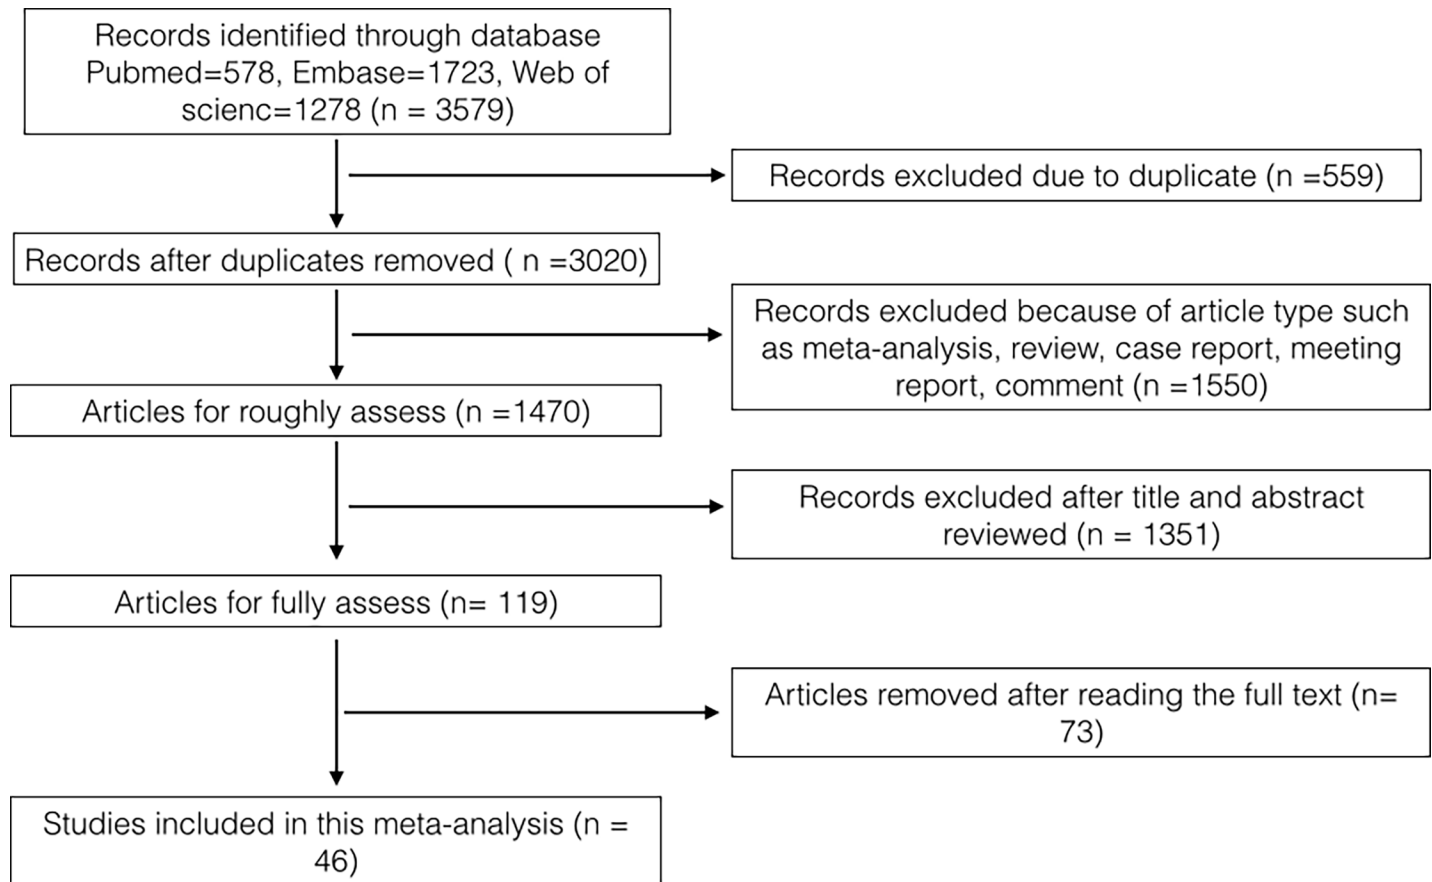 Records identified through database
Pubmed=578, Embase=1723, Web of
scienc=1278 (n = 3579)
Records excluded due to duplicate (n =559)
Records after duplicates removed ( n =3020)
Records excluded because of article type such
as meta-analysis, review, case report, meeting
report, comment (n =1550)
Articles for roughly assess (n =1470)
Records excluded after title and abstract
reviewed (n = 1351)
Articles for fully assess (n= 119)
Articles removed after reading the full text (n=
73)
Studies included in this meta-analysis (n =
46)